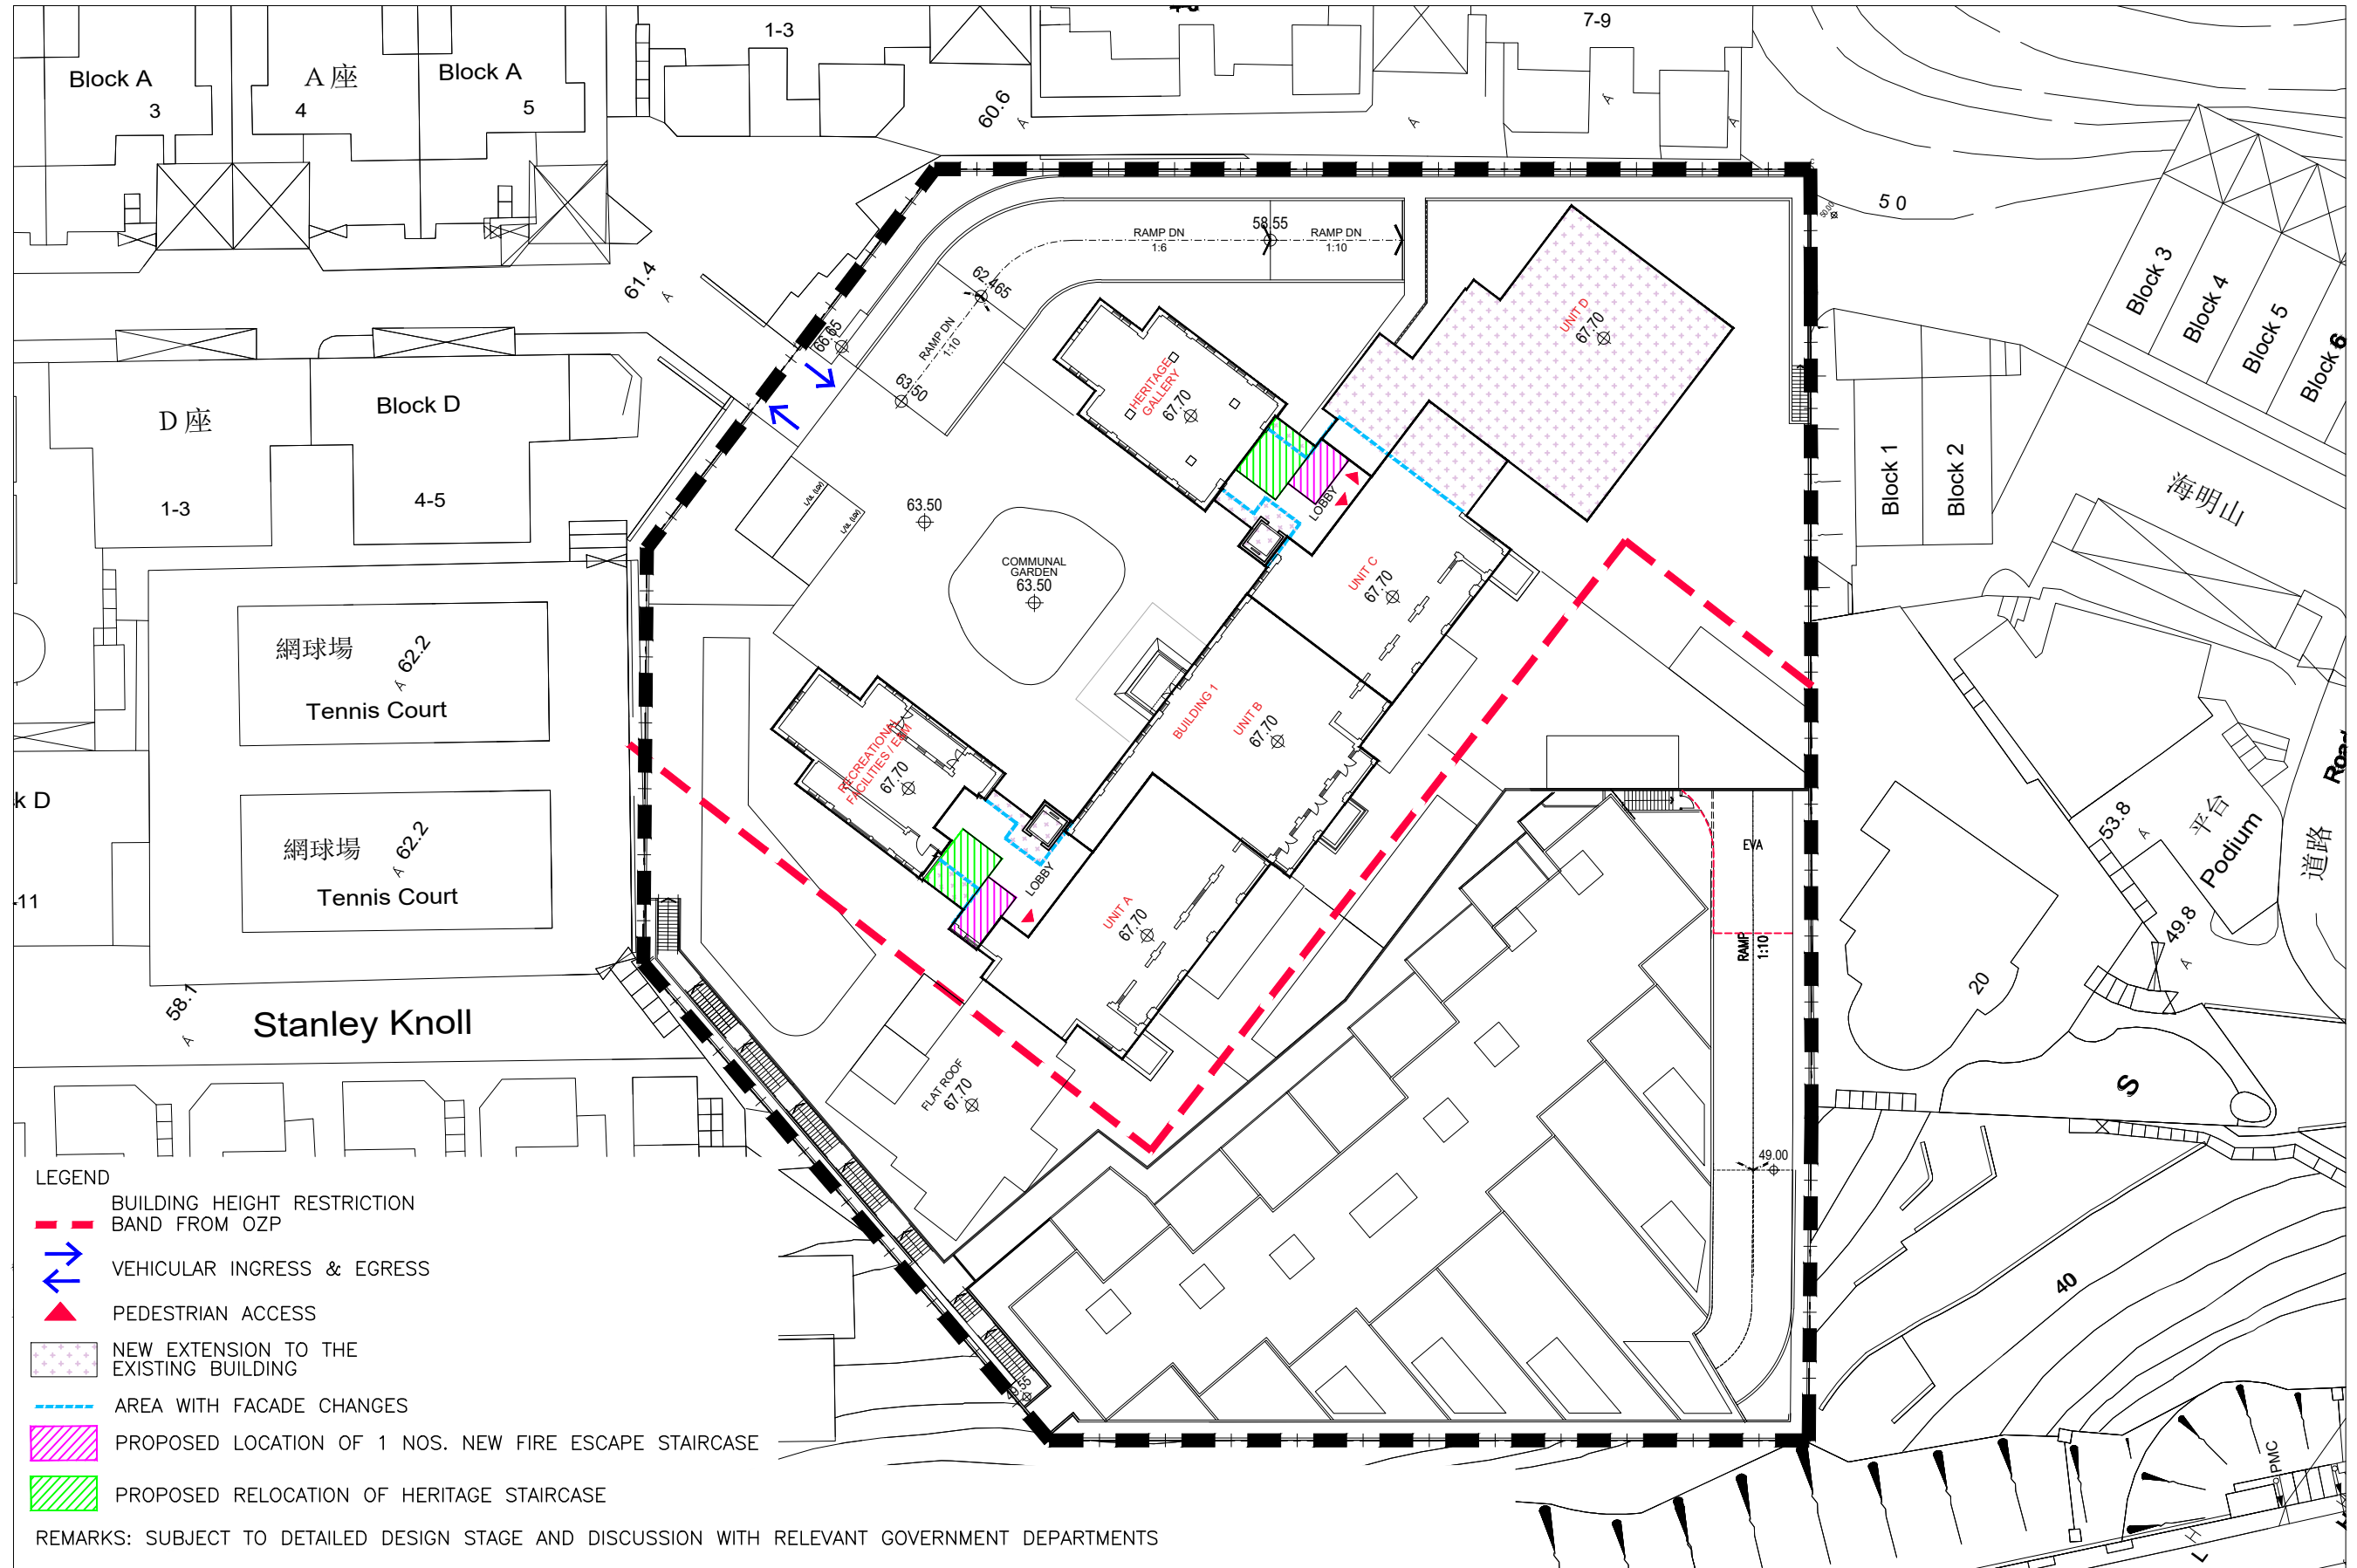 1-3
7-9
Block A
A座
Block A
3
4
5
60.6
50
50.00
Block 3
Block 4
Block 5
Block 6
61.4
RAMP DN
1:6
58.55
RAMP DN
1:10
62.465
66.65
RAMP DN
1:10
63.50
UNIT D
67.70
HERITAGE
GALLERY
67.70
D座
Block D
1-3
4-5
L/UL (LGV)
L/UL (LGV)
63.50
LOBBY
Block 1
Block 2
海明山
COMMUNAL
GARDEN
63.50
UNIT C
67.70
網球場
62.2
Tennis Court
BUILDING 1
UNIT B
67.70
RECREATIONAL
FACILITIES / E&M
67.70
Road
k D
網球場
62.2
Tennis Court
-11
LOBBY
UNIT A
67.70
EVA
RAMP
1:10
53.8
平台
Podium
道路
49.8
20
58.1
Stanley Knoll
FLAT ROOF
67.70
S
49.00
40
PMC
LEGEND
BUILDING HEIGHT RESTRICTION
BAND FROM OZP
VEHICULAR INGRESS & EGRESS
PEDESTRIAN ACCESS
NEW EXTENSION TO THE
EXISTING BUILDING
AREA WITH FACADE CHANGES
PROPOSED LOCATION OF 1 NOS. NEW FIRE ESCAPE STAIRCASE
PROPOSED RELOCATION OF HERITAGE STAIRCASE
REMARKS: SUBJECT TO DETAILED DESIGN STAGE AND DISCUSSION WITH RELEVANT GOVERNMENT DEPARTMENTS